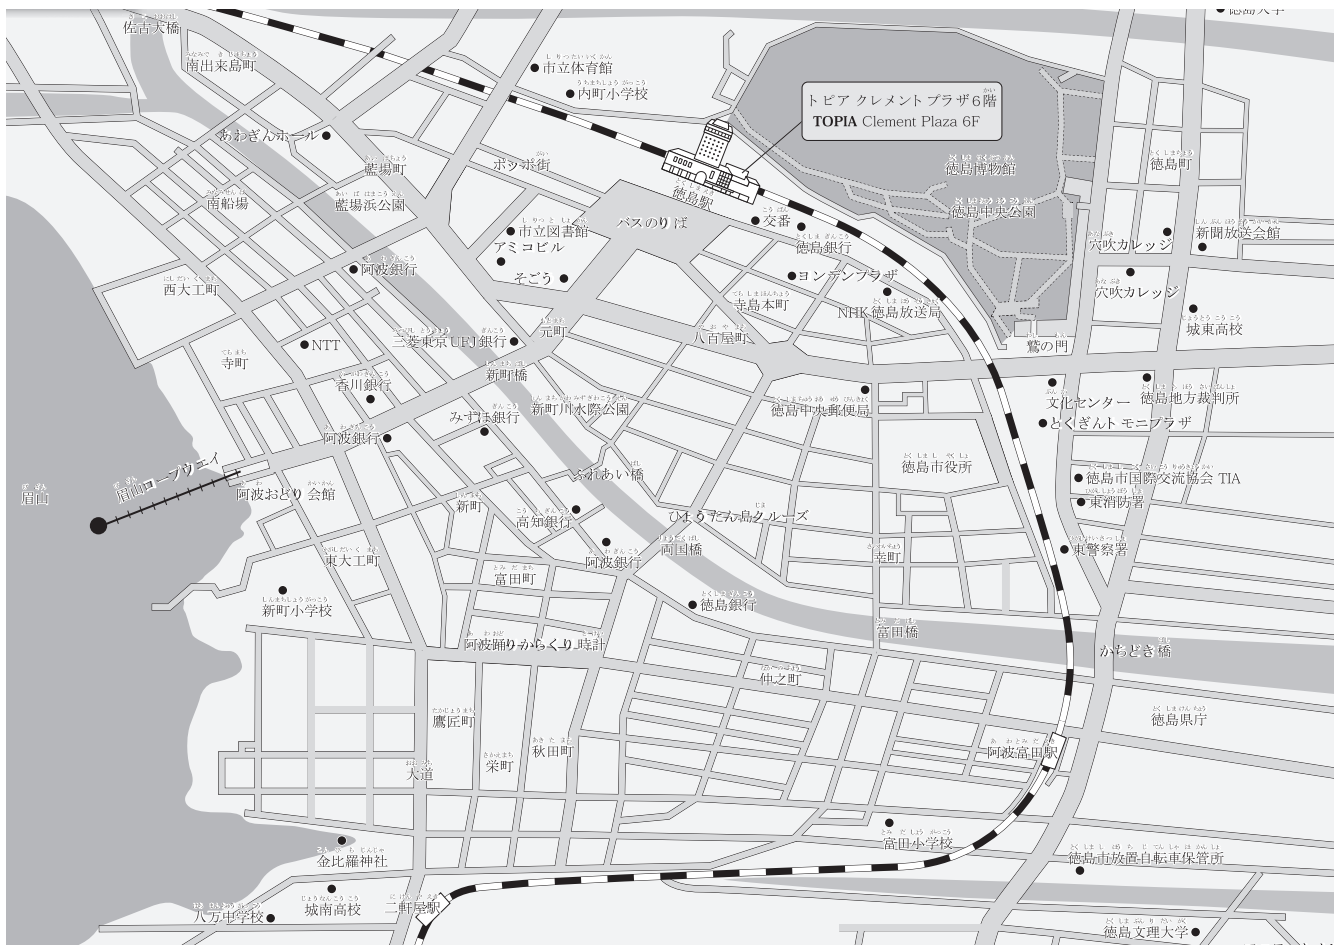 佐古大橋
南出来島町
市立体育館
内町小学校
トピア クレメント プラザ6階
TOPIA Clement Plaza 6F
徳島大学
あわぎんホール
藍場町
ポッポ街
徳島博物館
徳島町
南船場
藍場浜公園
徳島駅
徳島中央公園
市立図書館
バスのりば
交番
アミコビル
徳島銀行
穴吹カレッジ
新聞放送会館
阿波銀行
そごう
ヨンデンプラザ
西大工町
寺島本町
穴吹カレッジ
NHK徳島放送局
元町
八百屋町
城東高校
NTT
三菱東京UFJ銀行
鷲の門
寺町
新町橋
香川銀行
新町川水際公園
徳島中央郵便局
文化センター
徳島地方裁判所
みずほ銀行
阿波銀行
とくぎんトモニプラザ
眉山ロープウェイ
眉山
ふれあい橋
徳島市役所
徳島市国際交流協会 TIA
阿波おどり会館
新町
高知銀行
ひょうたん島クルーズ
東消防署
東大工町
阿波銀行
両国橋
幸町
東警察署
富田町
新町小学校
徳島銀行
富田橋
阿波踊りからくり時計
かちどき橋
仲之町
鷹匠町
秋田町
栄町
大道
徳島県庁
阿波富田駅
富田小学校
金比羅神社
徳島市放置自転車保管所
城南高校
二軒屋駅
八万中学校
徳島文理大学